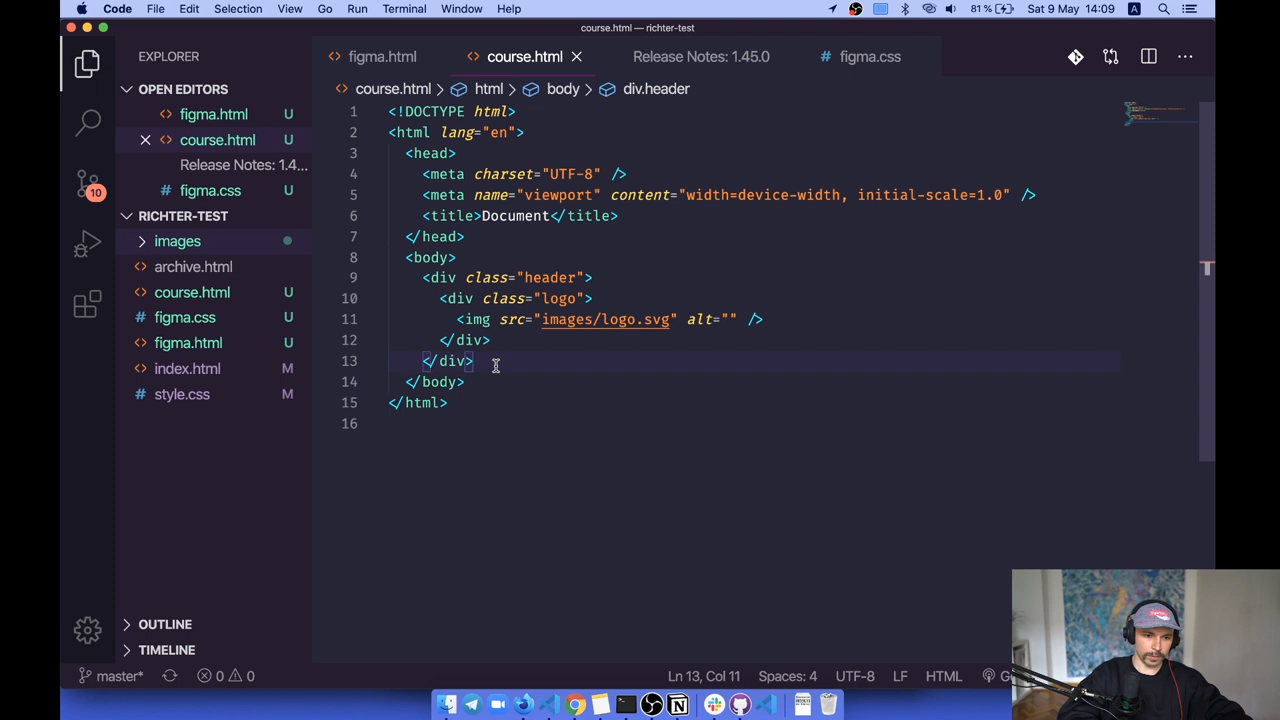 Code File Edit Selection View Go Run Terminal Window Help 81 % Sat 9 May 14:09 A
course.html — richter-test
EXPLORER
figma.html course.html Release Notes: 1.45.0 figma.css
OPEN EDITORS
figma.html U
course.html U
Release Notes: 1.4...
figma.css U
RICHTER-TEST
images
archive.html
course.html U
figma.css U
figma.html U
index.html M
style.css M
OUTLINE
TIMELINE
10
course.html > html > body > div.header
1 <!DOCTYPE html>
2 <html lang="en">
3 <head>
4 <meta charset="UTF-8" />
5 <meta name="viewport" content="width=device-width, initial-scale=1.0" />
6 <title>Document</title>
7 </head>
8 <body>
9 <div class="header">
10 <div class="logo">
11 <img src="images/logo.svg" alt="" />
12 </div>
13 </div>
14 </body>
15 </html>
16
master* 0 0 Ln 13, Col 11 Spaces: 4 UTF-8 LF HTML